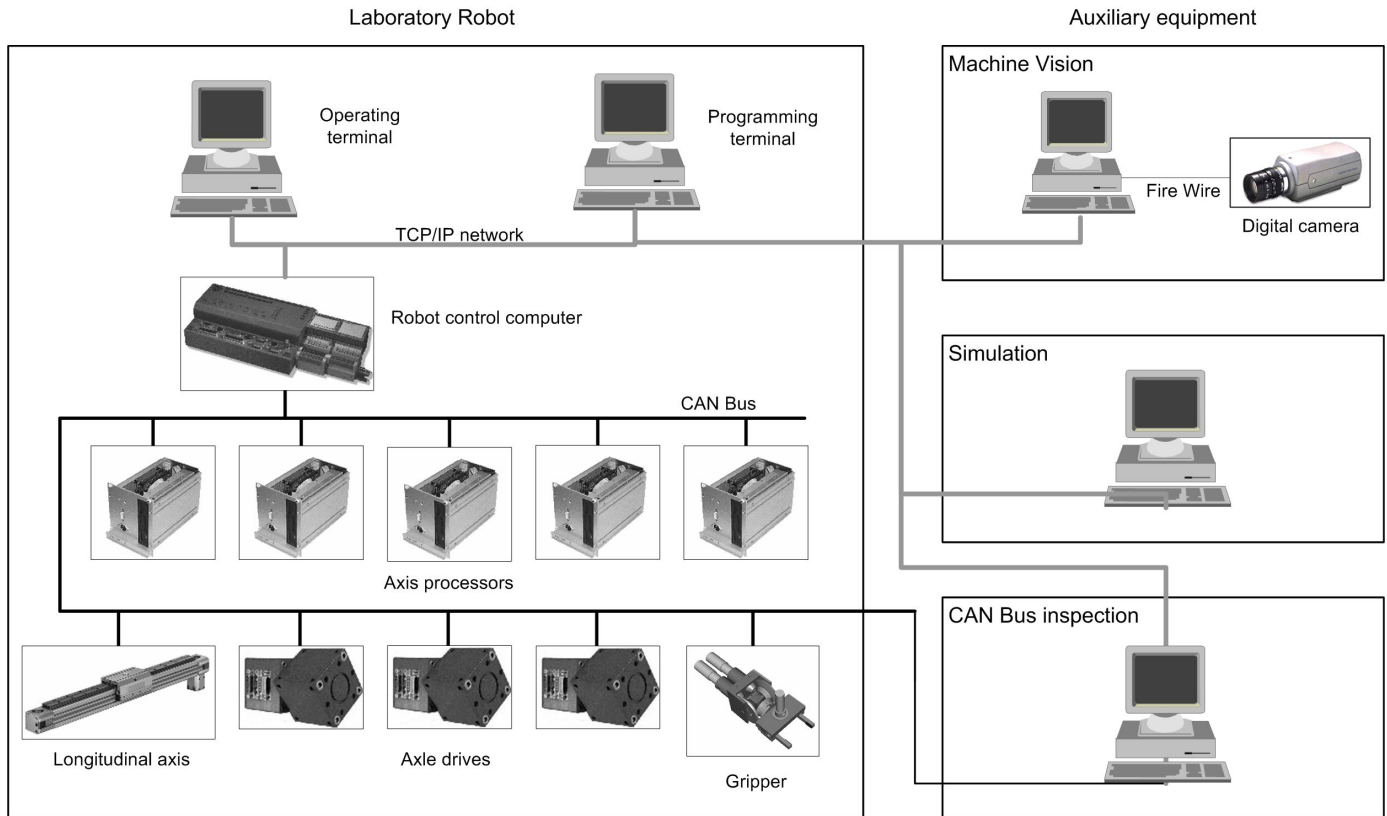 Laboratory Robot
Auxiliary equipment
Operating
terminal
Programming
terminal
TCP/IP network
Robot control computer
CAN Bus
Axis processors
Longitudinal axis
Axle drives
Gripper
Machine Vision
Fire Wire
Digital camera
Simulation
CAN Bus inspection